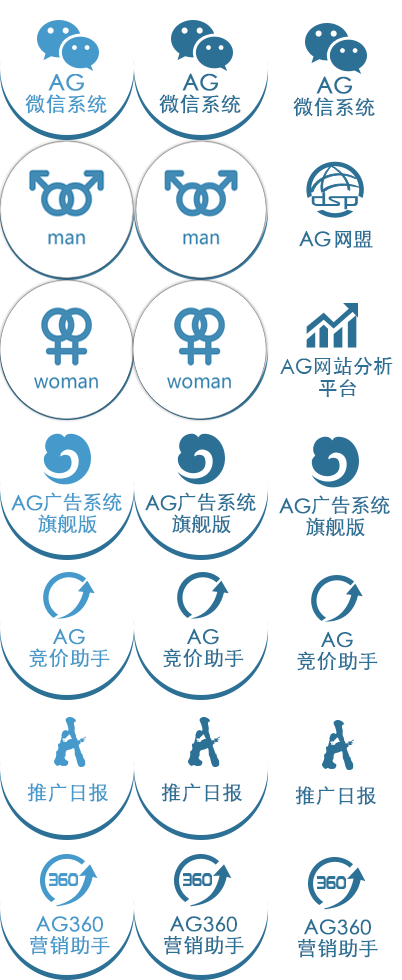 AG
微信系统
AG
微信系统
AG
微信系统
man
man
dsp
AG网盟
woman
woman
AG网站分析
平台
AG广告系统
旗舰版
AG广告系统
旗舰版
AG广告系统
旗舰版
AG
竞价助手
AG
竞价助手
AG
竞价助手
推广日报
推广日报
推广日报
360
AG360
营销助手
360
AG360
营销助手
360
AG360
营销助手